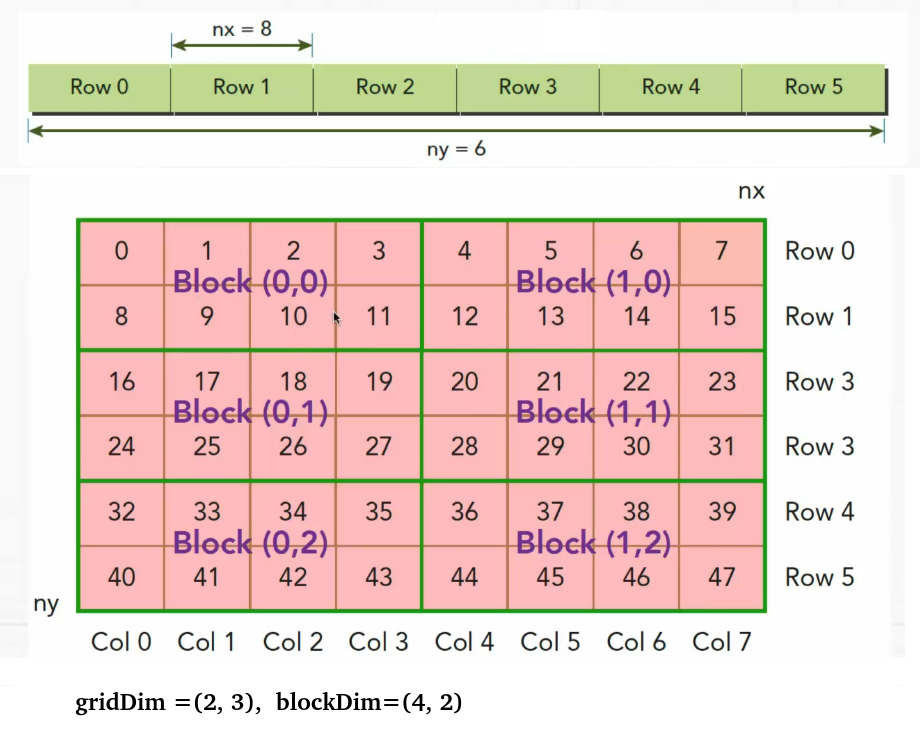 nx = 8
Row 0 Row 1 Row 2 Row 3 Row 4 Row 5
ny = 6
nx
0 1 2 3 4 5 6 7 Row 0
Block (0,0) Block (1,0)
8 9 10 11 12 13 14 15 Row 1
16 17 18 19 20 21 22 23 Row 3
Block (0,1) Block (1,1)
24 25 26 27 28 29 30 31 Row 3
32 33 34 35 36 37 38 39 Row 4
Block (0,2) Block (1,2)
40 41 42 43 44 45 46 47 Row 5
ny
Col 0 Col 1 Col 2 Col 3 Col 4 Col 5 Col 6 Col 7
gridDim =(2, 3), blockDim=(4, 2)